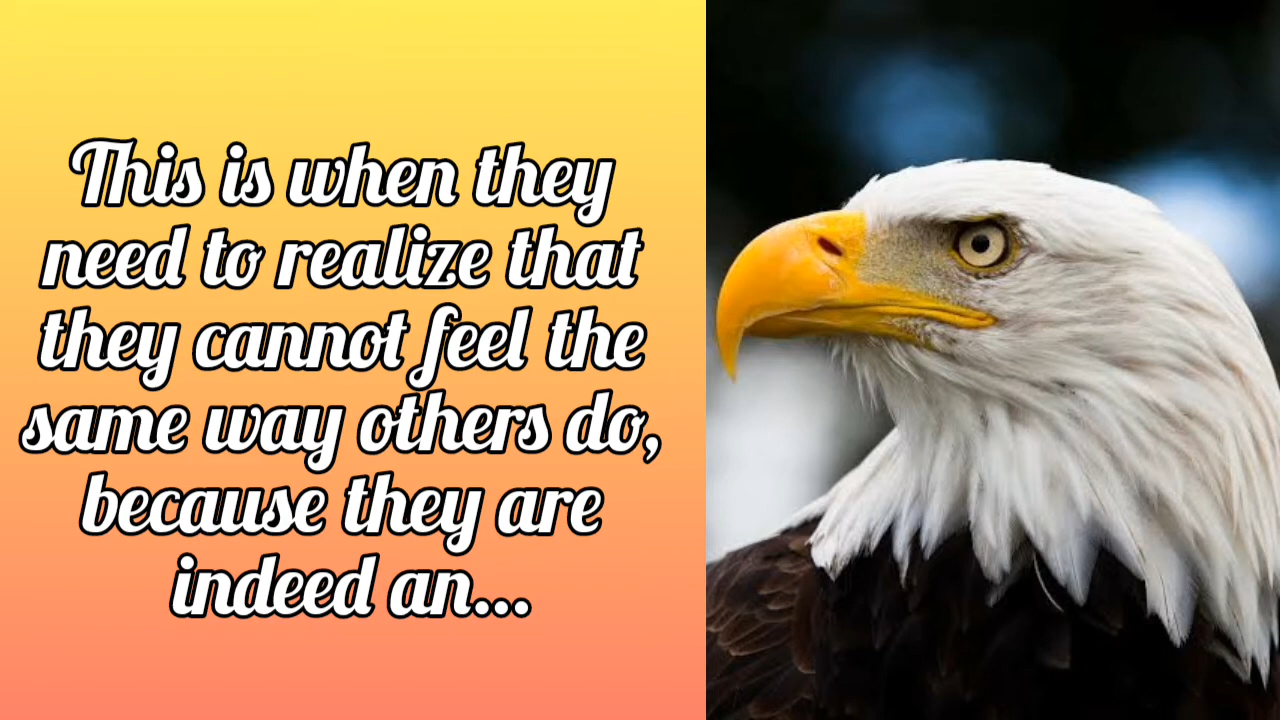 This is when they
need to realize that
they cannot feel the
same way others do,
because they are
indeed an...